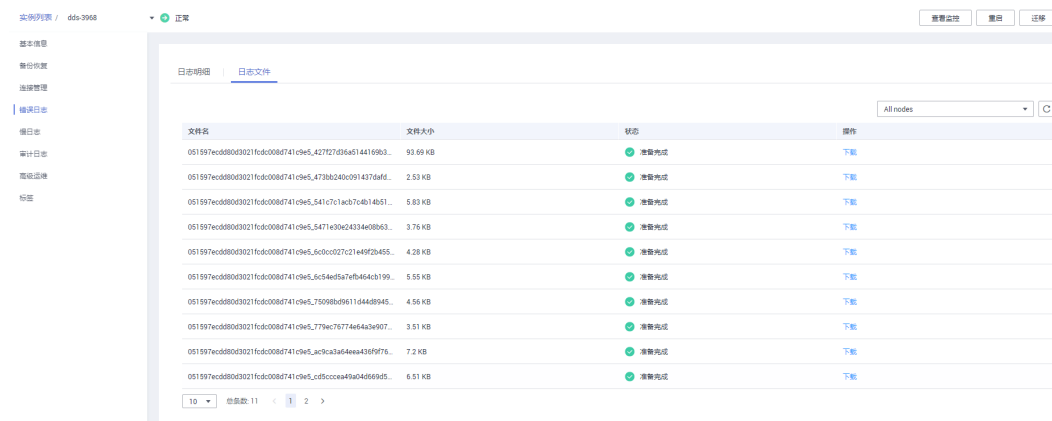 实例列表 / dds-3968 正常 查看监控 重启 迁移
基本信息
备份恢复
连接管理
错误日志
慢日志
审计日志
高级运维
标签
日志明细 日志文件
All nodes
文件名 文件大小 状态 操作
051597ecdd80d3021fcdc008d741c9e5_427f27d36a5144169b3... 93.69 KB 准备完成 下载
051597ecdd80d3021fcdc008d741c9e5_473bb240c091437dafd... 2.53 KB 准备完成 下载
051597ecdd80d3021fcdc008d741c9e5_541c7c1acb7c4b14b51... 5.83 KB 准备完成 下载
051597ecdd80d3021fcdc008d741c9e5_5471e30e24334e08b63... 3.76 KB 准备完成 下载
051597ecdd80d3021fcdc008d741c9e5_6c0cc027c21e49f2b455... 4.28 KB 准备完成 下载
051597ecdd80d3021fcdc008d741c9e5_6c54ed5a7efb464cb199... 5.55 KB 准备完成 下载
051597ecdd80d3021fcdc008d741c9e5_75098bd9611d44d8945... 4.56 KB 准备完成 下载
051597ecdd80d3021fcdc008d741c9e5_779ec76774e64a3e907... 3.51 KB 准备完成 下载
051597ecdd80d3021fcdc008d741c9e5_ac9ca3a64eea436f9f76... 7.2 KB 准备完成 下载
051597ecdd80d3021fcdc008d741c9e5_cd5cccea49a04d669d5... 6.51 KB 准备完成 下载
10 总条数: 11 < 1 2 >